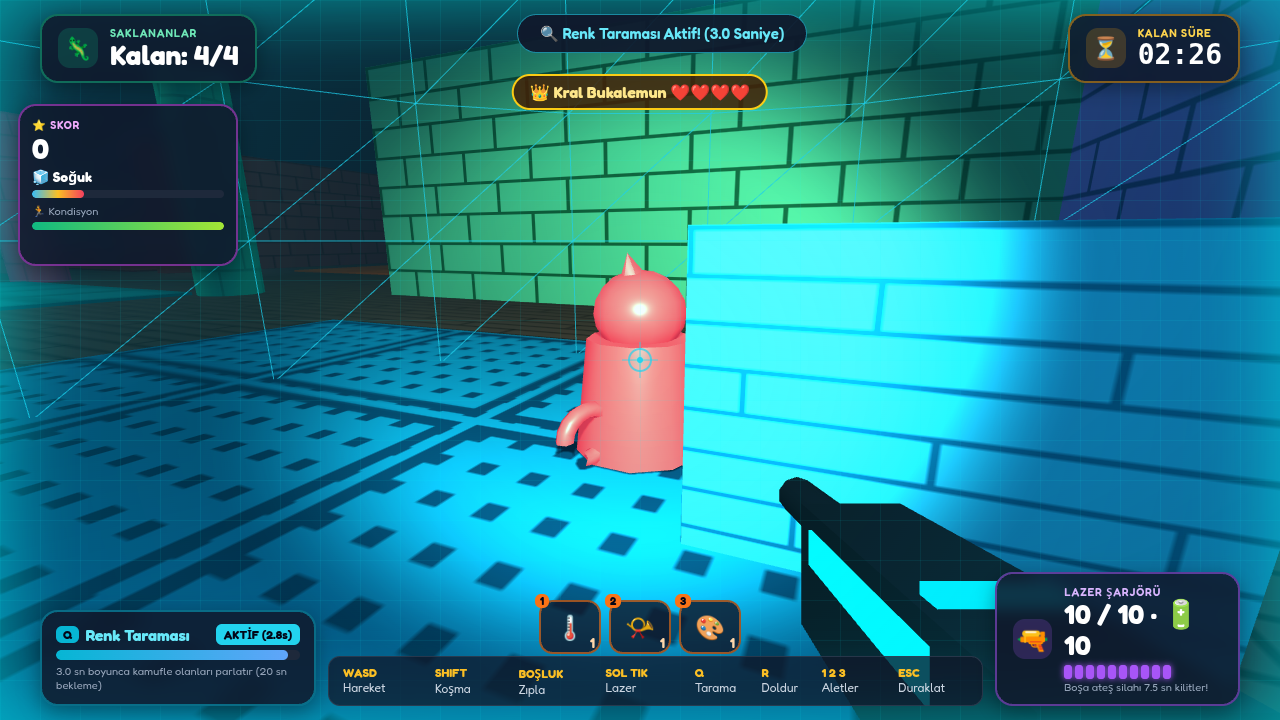 SAKLANANLAR
Kalan: 4/4
🔍 Renk Taraması Aktif! (3.0 Saniye)
KALAN SÜRE
02:26
👑 Kral Bukalemun ❤️❤️❤️❤️
⭐ SKOR
0
🧊 Soğuk
🏃 Kondisyon
Q Renk Taraması AKTİF (2.8s)
3.0 sn boyunca kamufle olanları parlatır (20 sn
bekleme)
1 2 3
1 1 1
WASD SHIFT BOŞLUK SOL TIK Q R 1 2 3 ESC
Hareket Koşma Zıpla Lazer Tarama Doldur Aletler Duraklat
LAZER ŞARJÖRÜ
10 / 10 · 🔋
10
Boşa ateş silahı 7.5 sn kilitler!